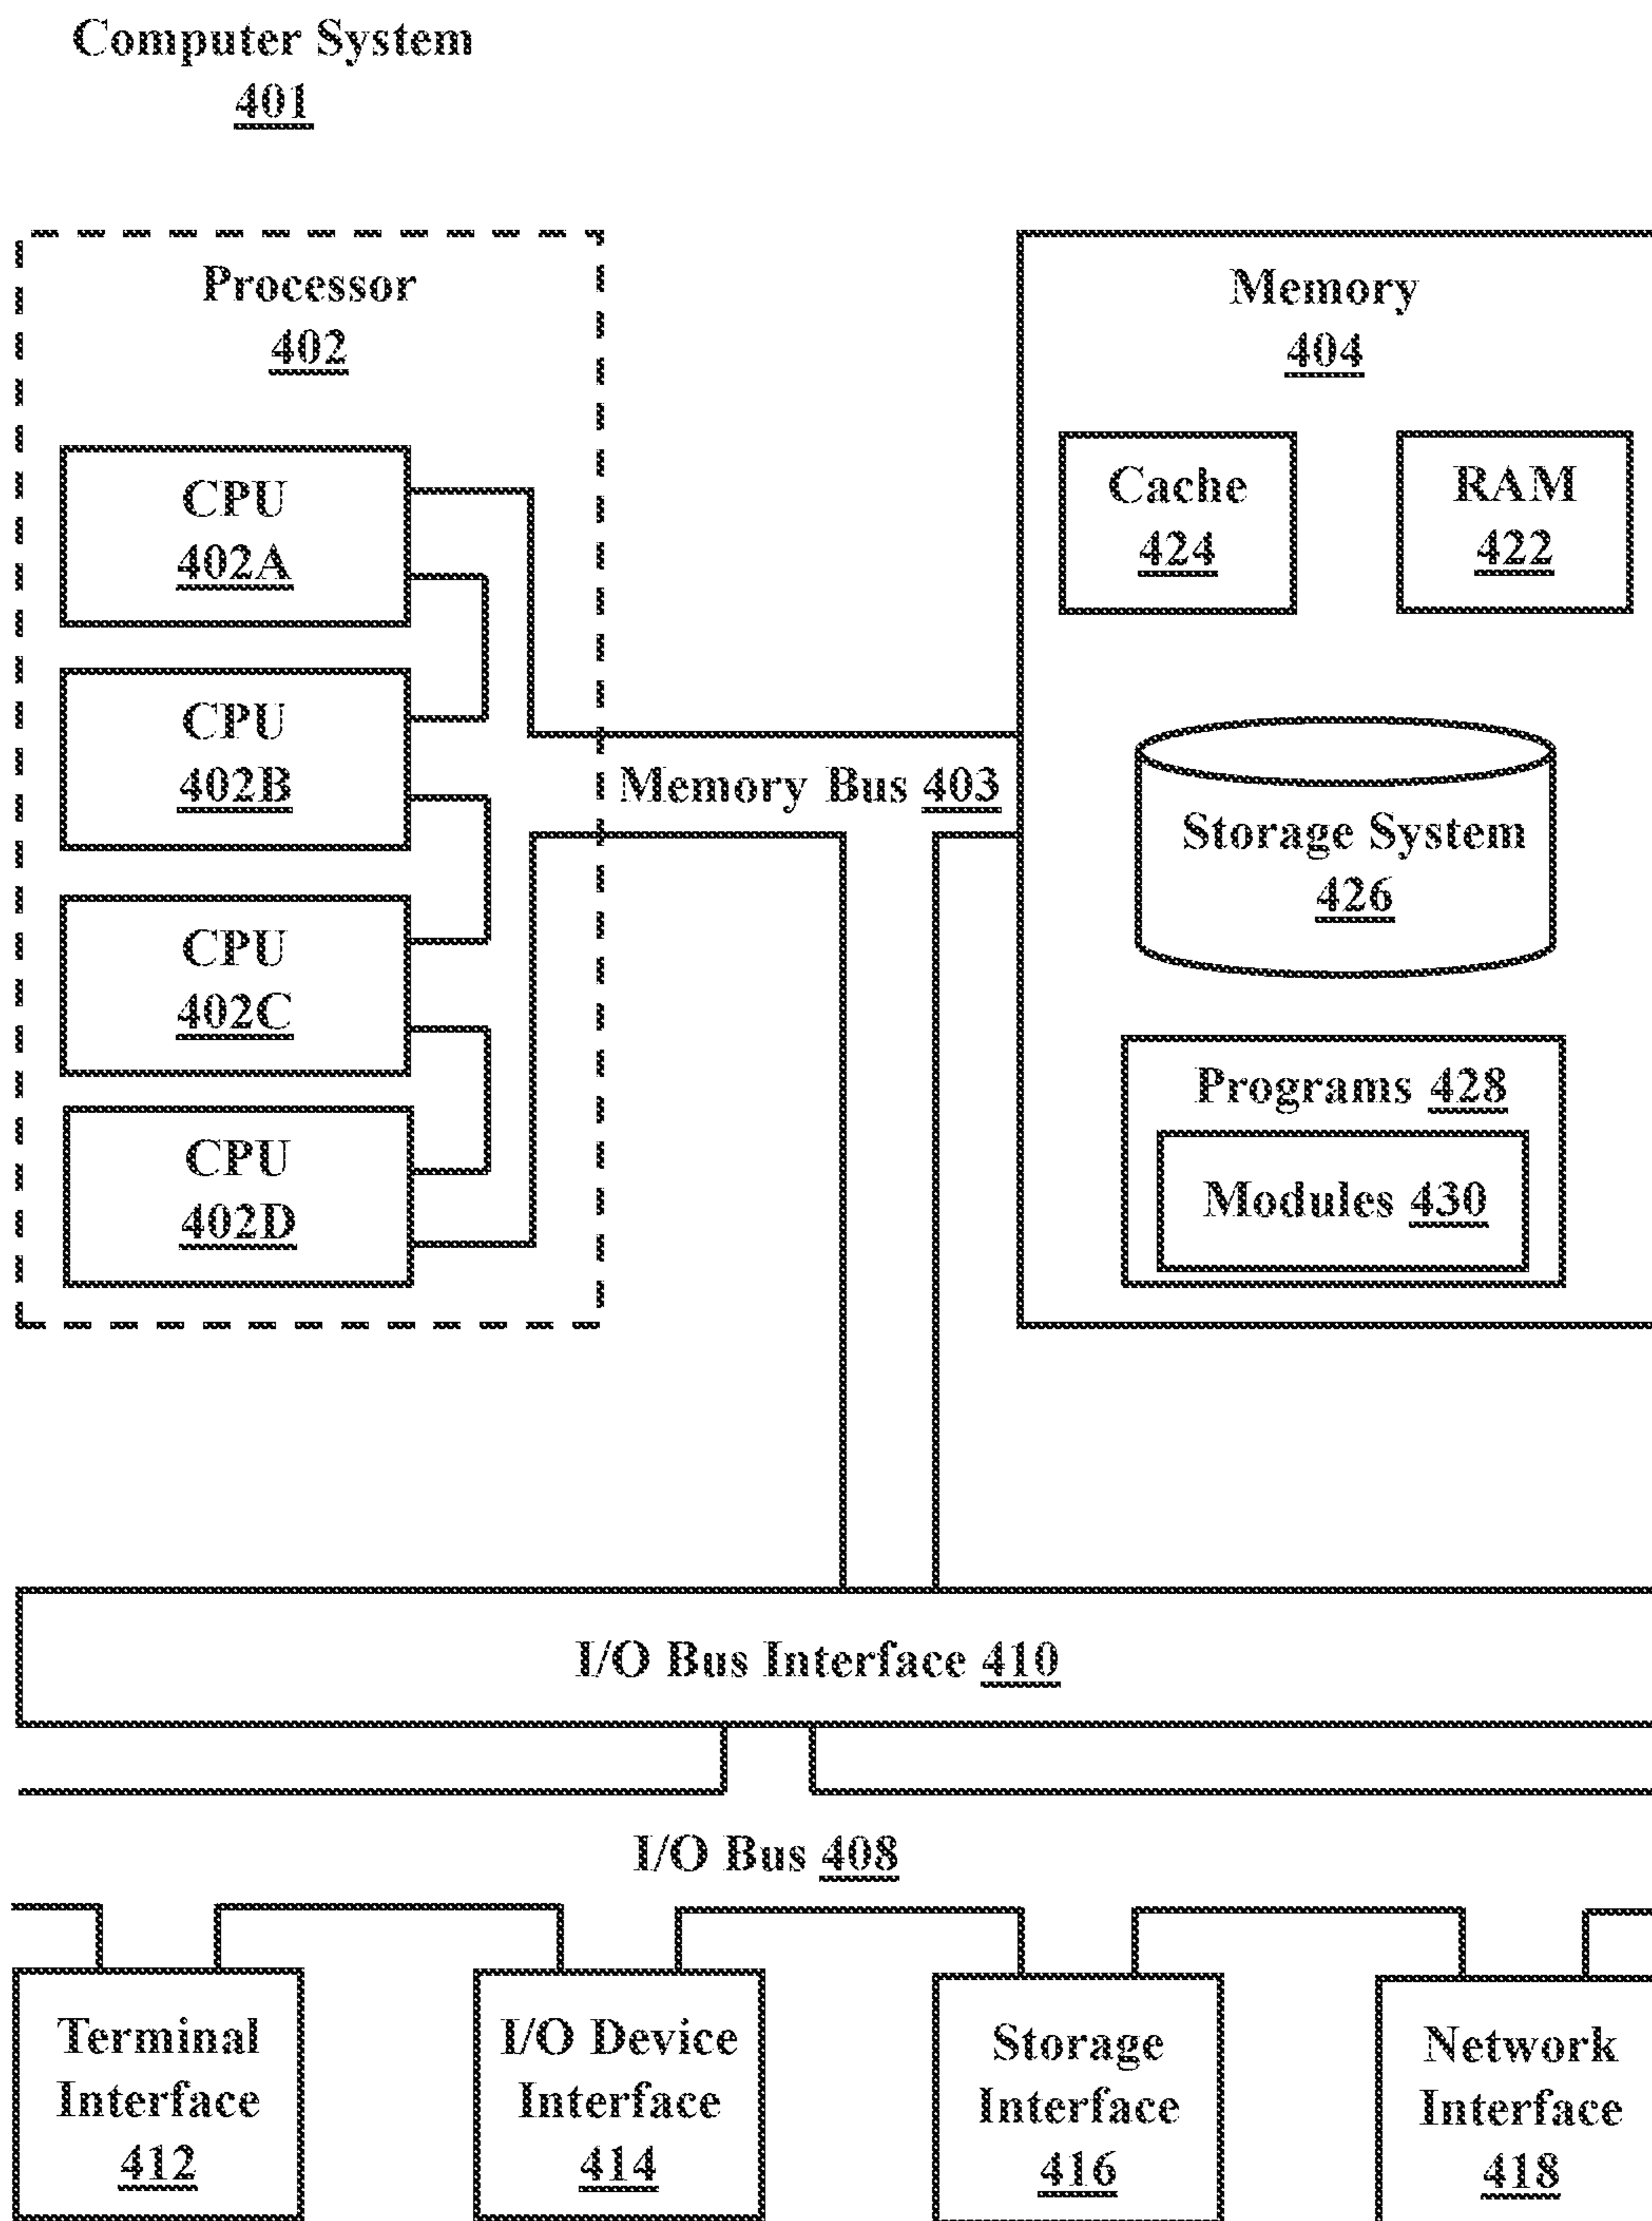 Computer System
401
Processor
402
CPU
402A
CPU
402B
CPU
402C
CPU
402D
Memory Bus 403
Memory
404
Cache
424
RAM
422
Storage System
426
Programs 428
Modules 430
I/O Bus Interface 410
I/O Bus 408
Terminal
Interface
412
I/O Device
Interface
414
Storage
Interface
416
Network
Interface
418